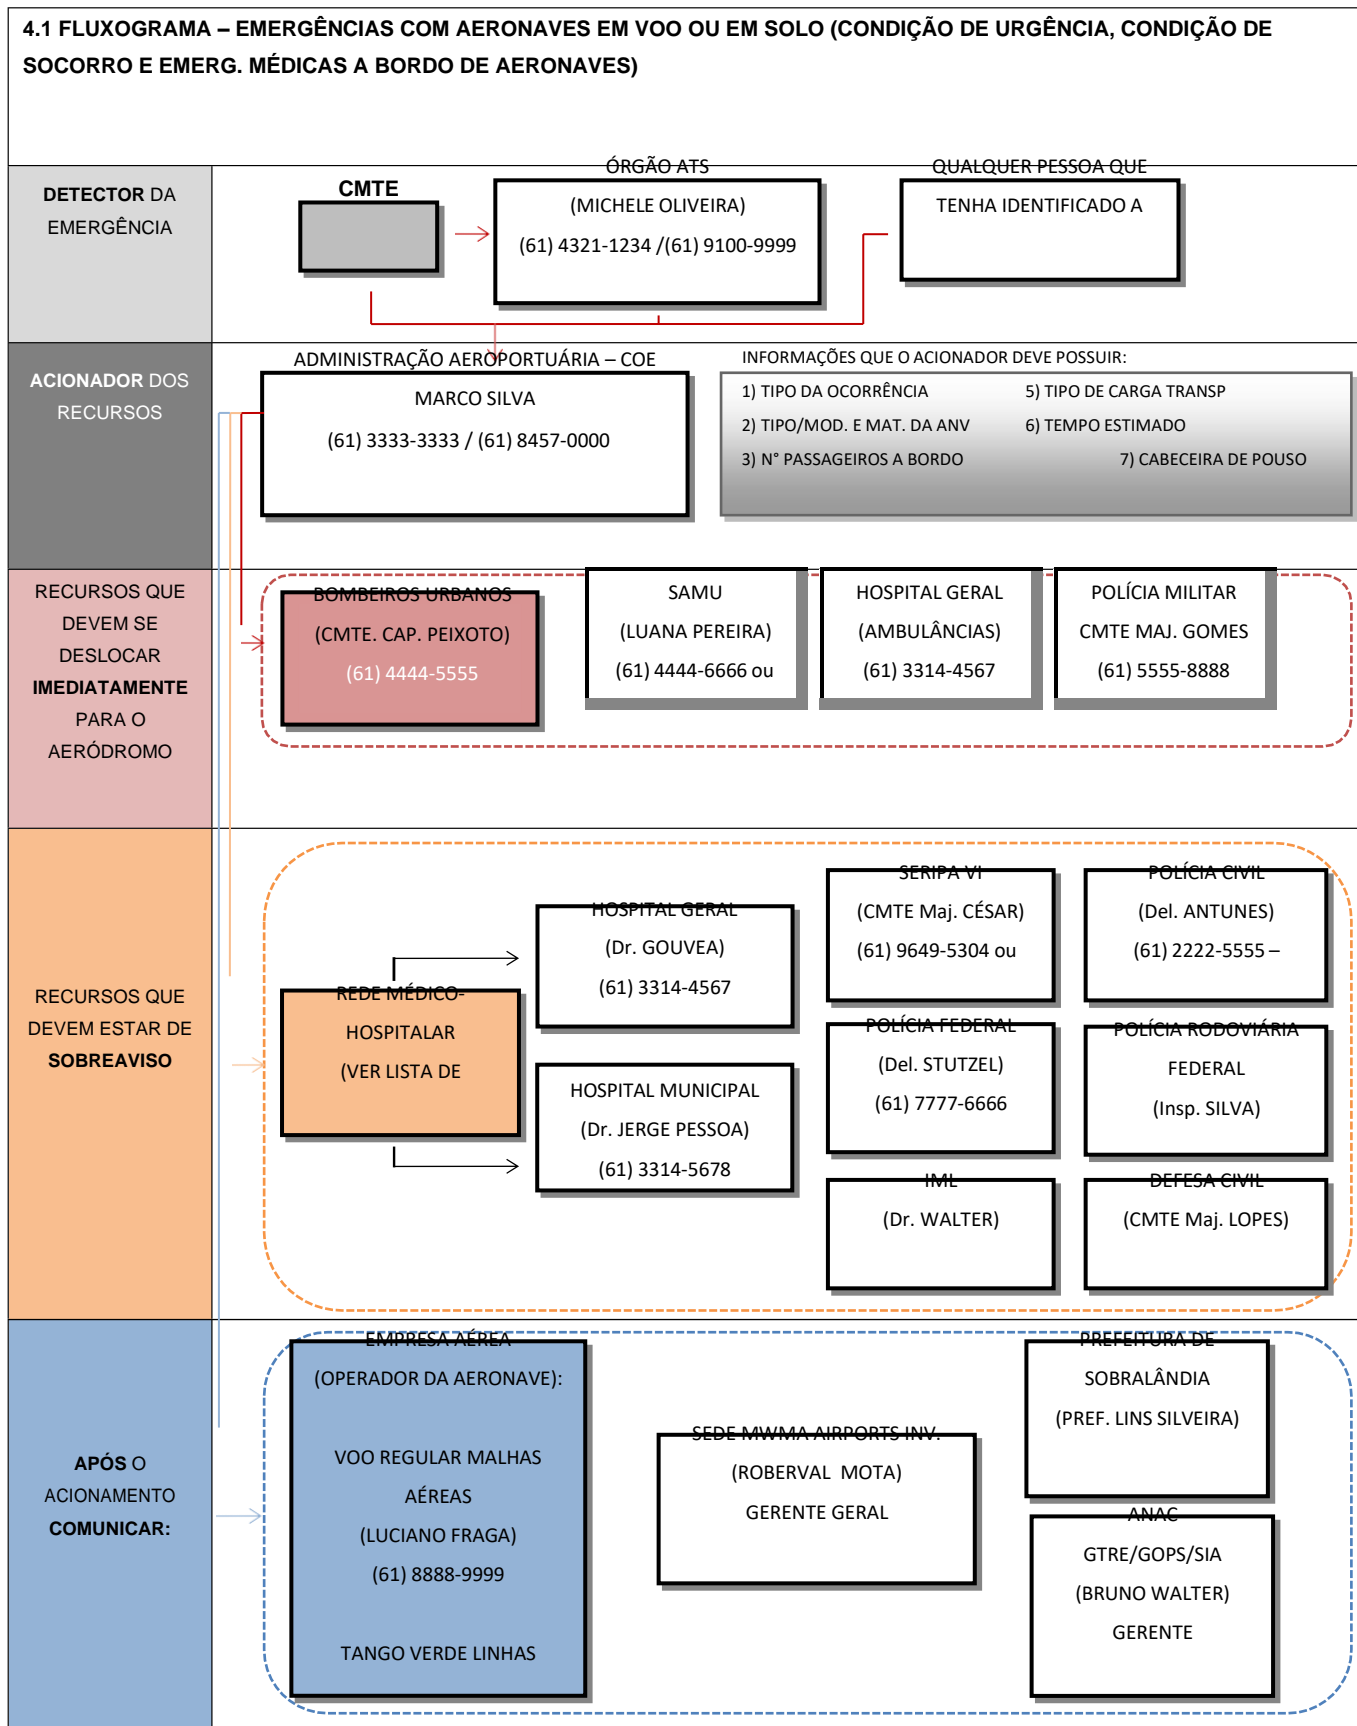 4.1 FLUXOGRAMA – EMERGÊNCIAS COM AERONAVES EM VOO OU EM SOLO (CONDIÇÃO DE URGÊNCIA, CONDIÇÃO DE
SOCORRO E EMERG. MÉDICAS A BORDO DE AERONAVES)
DETECTOR DA
EMERGÊNCIA
CMTE
ÓRGÃO ATS
(MICHELE OLIVEIRA)
(61) 4321-1234 /(61) 9100-9999
QUALQUER PESSOA QUE
TENHA IDENTIFICADO A
ACIONADOR DOS
RECURSOS
ADMINISTRAÇÃO AEROPORTUÁRIA – COE
MARCO SILVA
(61) 3333-3333 / (61) 8457-0000
INFORMAÇÕES QUE O ACIONADOR DEVE POSSUIR:
1) TIPO DA OCORRÊNCIA
5) TIPO DE CARGA TRANSP
2) TIPO/MOD. E MAT. DA ANV
6) TEMPO ESTIMADO
3) N° PASSAGEIROS A BORDO
7) CABECEIRA DE POUSO
RECURSOS QUE
DEVEM SE
DESLOCAR
IMEDIATAMENTE
PARA O
AERÓDROMO
BOMBEIROS URBANOS
(CMTE. CAP. PEIXOTO)
(61) 4444-5555
SAMU
(LUANA PEREIRA)
(61) 4444-6666 ou
HOSPITAL GERAL
(AMBULÂNCIAS)
(61) 3314-4567
POLÍCIA MILITAR
CMTE MAJ. GOMES
(61) 5555-8888
RECURSOS QUE
DEVEM ESTAR DE
SOBREAVISO
REDE MÉDICO-
HOSPITALAR
(VER LISTA DE
HOSPITAL GERAL
(Dr. GOUVEA)
(61) 3314-4567
HOSPITAL MUNICIPAL
(Dr. JERGE PESSOA)
(61) 3314-5678
SERIPA VI
(CMTE Maj. CÉSAR)
(61) 9649-5304 ou
POLÍCIA CIVIL
(Del. ANTUNES)
(61) 2222-5555 –
POLÍCIA FEDERAL
(Del. STUTZEL)
(61) 7777-6666
POLÍCIA RODOVIÁRIA
FEDERAL
(Insp. SILVA)
IML
(Dr. WALTER)
DEFESA CIVIL
(CMTE Maj. LOPES)
APÓS O
ACIONAMENTO
COMUNICAR:
EMPRESA AÉREA
(OPERADOR DA AERONAVE):
VOO REGULAR MALHAS
AÉREAS
(LUCIANO FRAGA)
(61) 8888-9999
TANGO VERDE LINHAS
SEDE MWMA AIRPORTS INV.
(ROBERVAL MOTA)
GERENTE GERAL
PREFEITURA DE
SOBRALÂNDIA
(PREF. LINS SILVEIRA)
ANAC
GTRE/GOPS/SIA
(BRUNO WALTER)
GERENTE